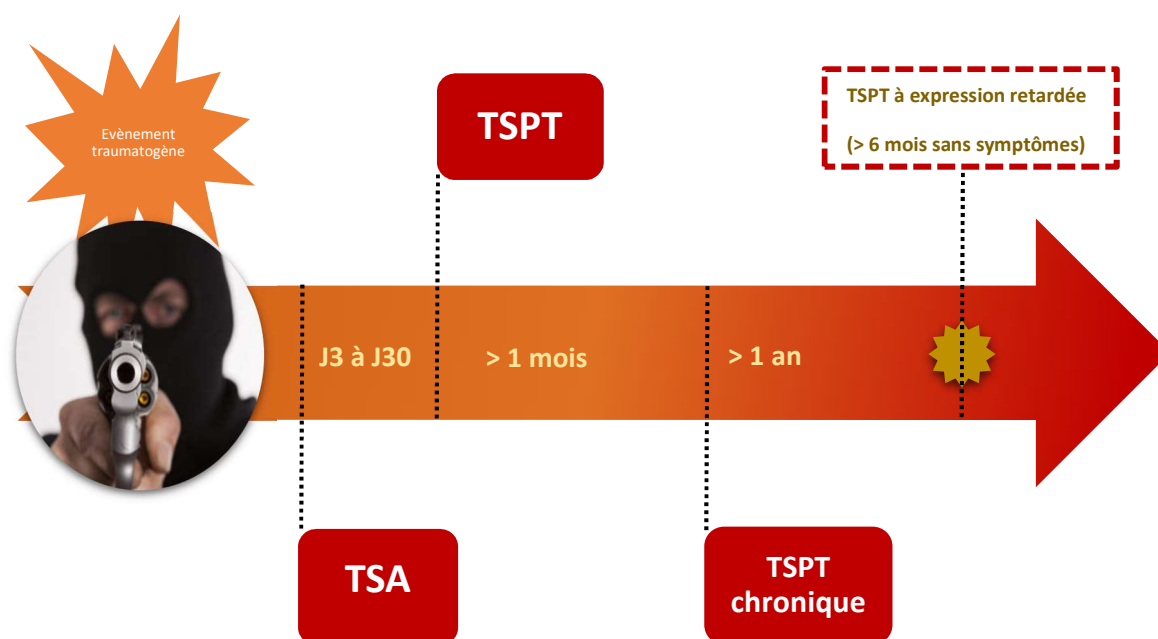 Evènement
traumatogène
TSPT
TSPT à expression retardée
(> 6 mois sans symptômes)
J3 à J30
> 1 mois
> 1 an
TSA
TSPT
chronique